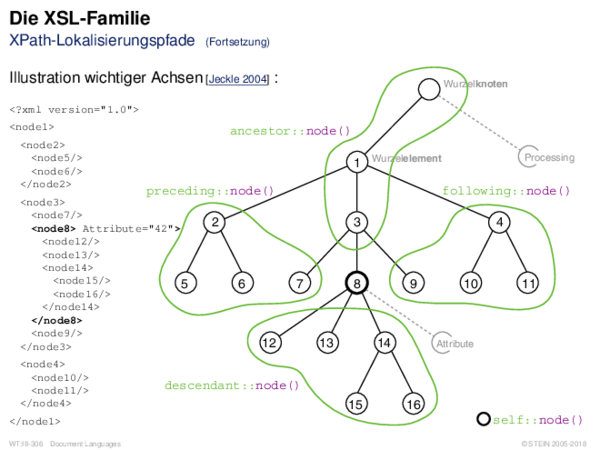 Die XSL-Familie
XPath-Lokalisierungspfade (Fortsetzung)
Illustration wichtiger Achsen [Jeckle 2004] :
<?xml version="1.0">
<node1>
<node2>
<node5/>
<node6/>
</node2>
<node3>
<node7/>
<node8> Attribute="42">
<node12/>
<node13/>
<node14>
<node15/>
<node16/>
</node14>
</node8>
<node9/>
</node3>
<node4>
<node10/>
<node11/>
</node4>
</node1>
Wurzelknoten
ancestor::node()
Processing
1 Wurzelelement
preceding::node()
following::node()
2 3 4
5 6 7 8 9 10 11
12 13 14 Attribute
descendant::node()
15 16
self::node()
WT:III-306 Document Languages
© STEIN 2005-2018